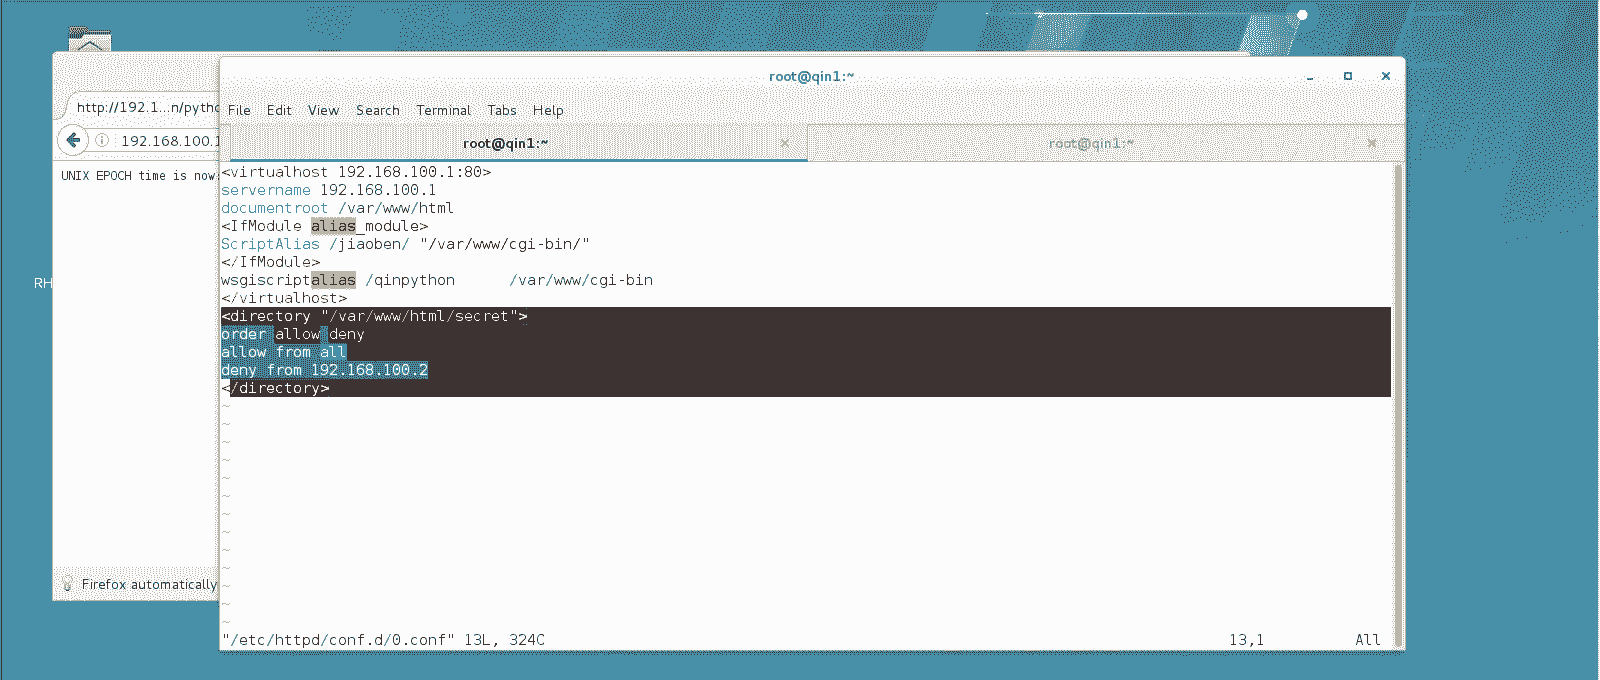 root@qin1:~
File Edit View Search Terminal Tabs Help
http://192.1...n/pytho
192.168.100.1
root@qin1:~ × root@qin1:~ ×
UNIX EPOCH time is now
RH
<virtualhost 192.168.100.1:80>
servername 192.168.100.1
documentroot /var/www/html
<IfModule alias_module>
ScriptAlias /jiaoben/ "/var/www/cgi-bin/"
</IfModule>
wsgiscriptalias /qinpython      /var/www/cgi-bin
</virtualhost>
<directory "/var/www/html/secret">
order allow deny
allow from all
deny from 192.168.100.2
</directory>
~
~
~
~
~
~
~
~
~
~
~
~
~
Firefox automatically
"/etc/httpd/conf.d/0.conf" 13L, 324C 13,1 All